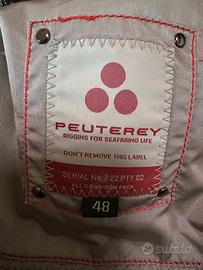 PEUTEREY
RIGGINS FOR SEAFARING LIFE
DON'T REMOVE THIS LABEL
SERIAL No.7 22 PTY 02
ALL CONDITION PACK
48
subito